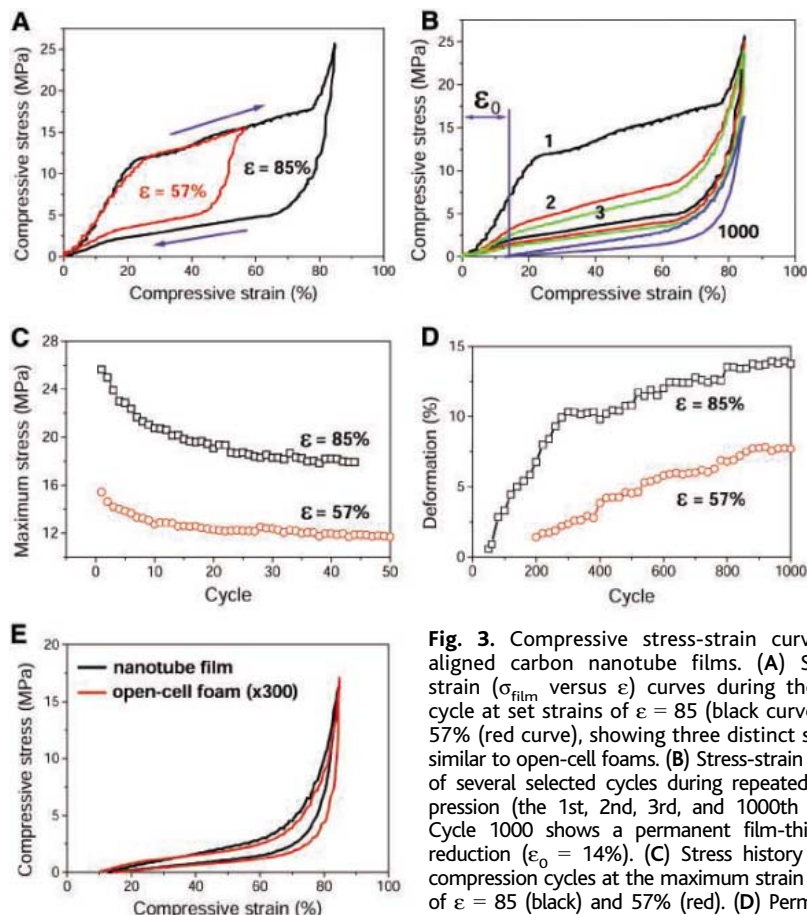 A
B
Compressive stress (MPa)
25
20
15
10
5
0
ε = 57%
ε = 85%
0 20 40 60 80 100
Compressive strain (%)
Compressive stress (MPa)
25
20
15
10
5
0
ε0
1
2
3
1000
0 20 40 60 80 100
Compressive strain (%)
C
D
Maximum stress (MPa)
28
24
20
16
12
ε = 85%
ε = 57%
0 10 20 30 40 50
Cycle
Deformation (%)
15
10
5
0
ε = 85%
ε = 57%
0 200 400 600 800 1000
Cycle
E
Compressive stress (MPa)
20
15
10
5
0
nanotube film
open-cell foam (x300)
0 20 40 60 80 100
Compressive strain (%)
Fig. 3. Compressive stress-strain curv
aligned carbon nanotube films. (A) S
strain (σfilm versus ε) curves during the
cycle at set strains of ε = 85 (black curve
57% (red curve), showing three distinct s
similar to open-cell foams. (B) Stress-strain
of several selected cycles during repeated
pression (the 1st, 2nd, 3rd, and 1000th
Cycle 1000 shows a permanent film-thi
reduction (ε0 = 14%). (C) Stress history
compression cycles at the maximum strain
of ε = 85 (black) and 57% (red). (D) Perm